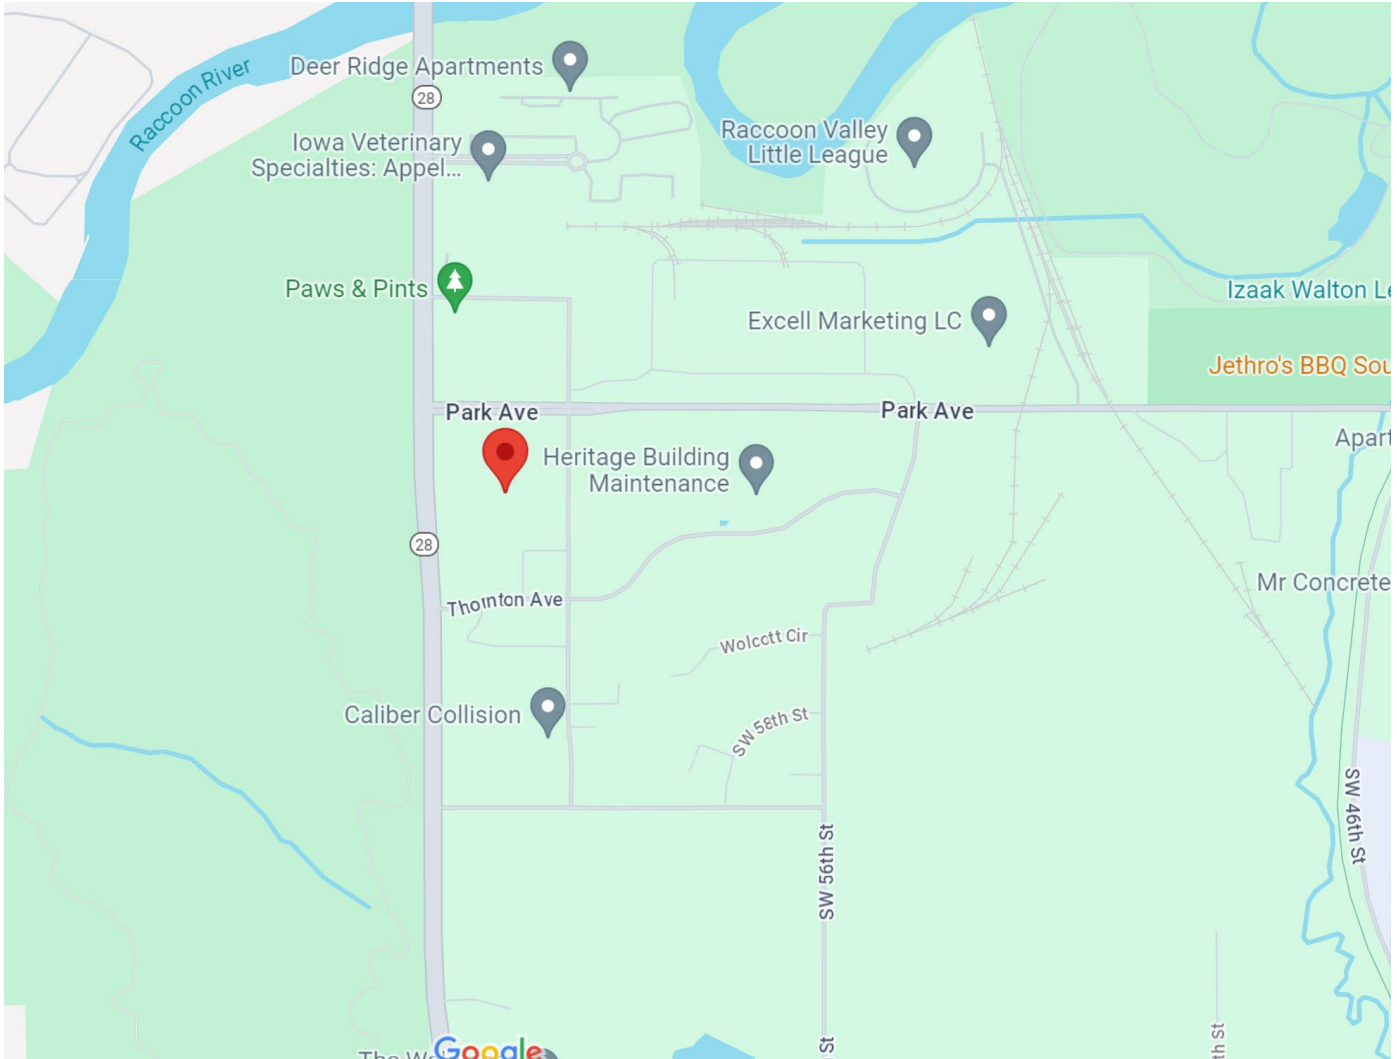 Raccoon River
Deer Ridge Apartments
28
Iowa Veterinary
Specialties: Appel...
Raccoon Valley
Little League
Paws & Pints
Excell Marketing LC
Izaak Walton Le
Jethro's BBQ Sou
Park Ave
Park Ave
Apart
Heritage Building
Maintenance
28
Thornton Ave
Mr Concrete
Wolcott Cir
Caliber Collision
SW 58th St
SW 46th St
SW 56th St
th St
St
The We
Google